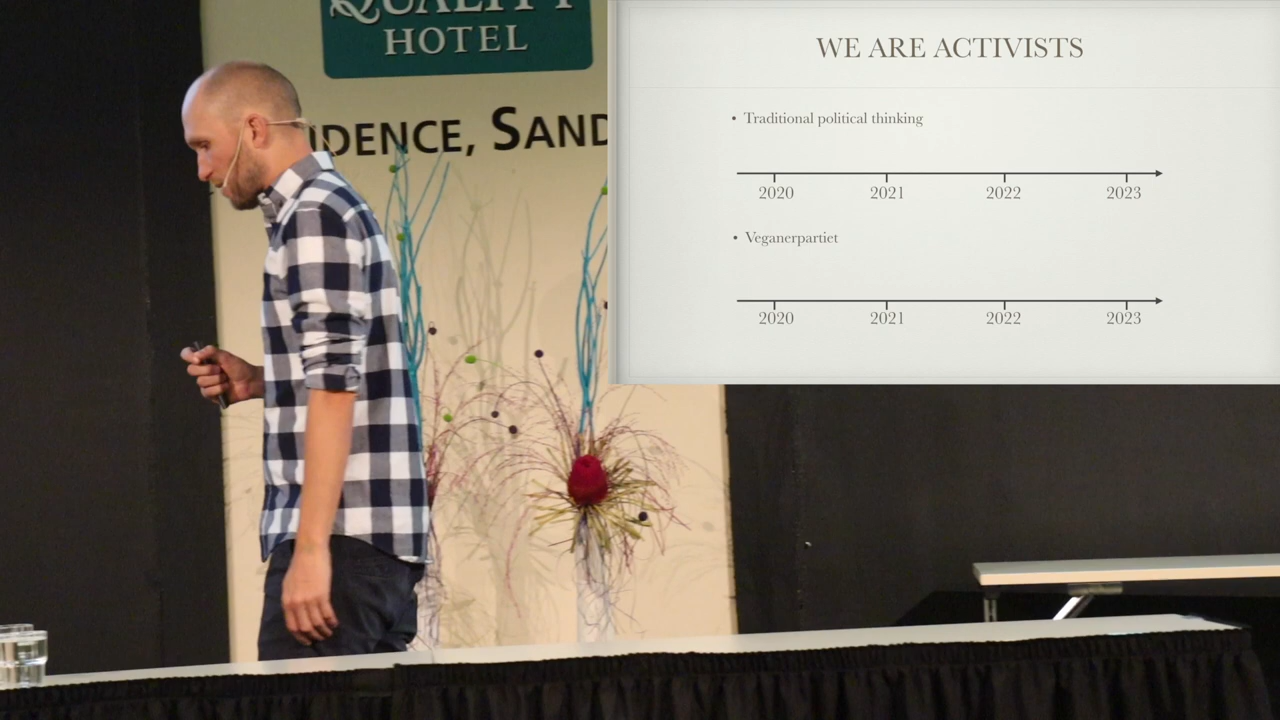 QUALITY
HOTEL
IDENCE, SAND
WE ARE ACTIVISTS
• Traditional political thinking
2020 2021 2022 2023
• Veganerpartiet
2020 2021 2022 2023